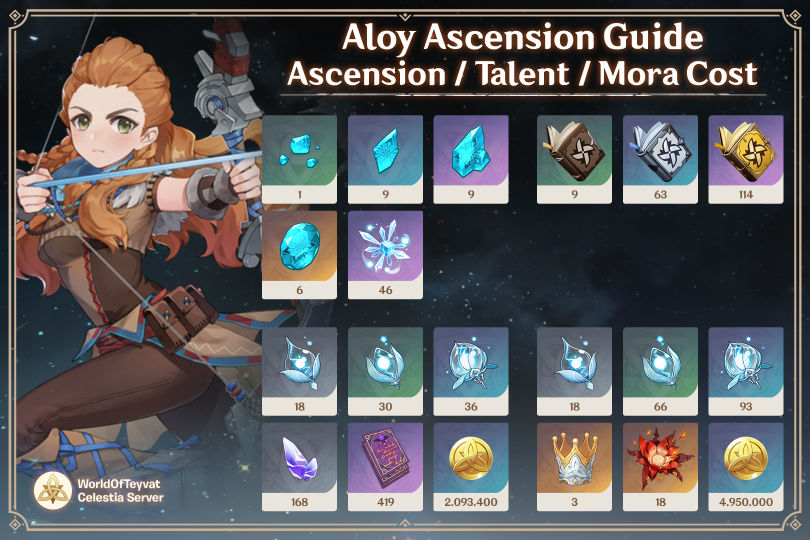 Aloy Ascension Guide
Ascension / Talent / Mora Cost
1 9 9 9 63 114
6 46
18 30 36 18 66 93
168 419 2.093.400 3 18 4.950.000
WorldOfTeyvat
Celestia Server